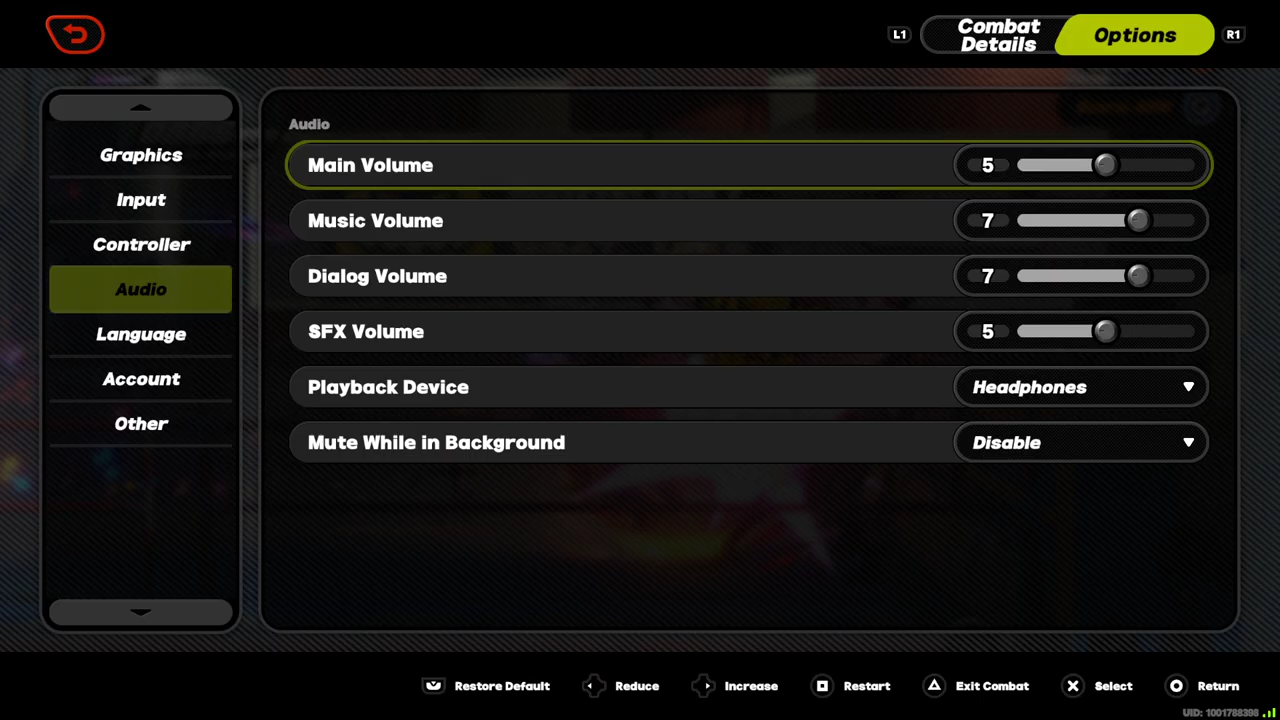 L1
Combat
Details
Options
R1
Graphics
Input
Controller
Audio
Language
Account
Other
Audio
Main Volume
5
Music Volume
7
Dialog Volume
7
SFX Volume
5
Playback Device
Headphones
Mute While in Background
Disable
Restore Default
Reduce
Increase
Restart
Exit Combat
Select
Return
UID: 1001788398